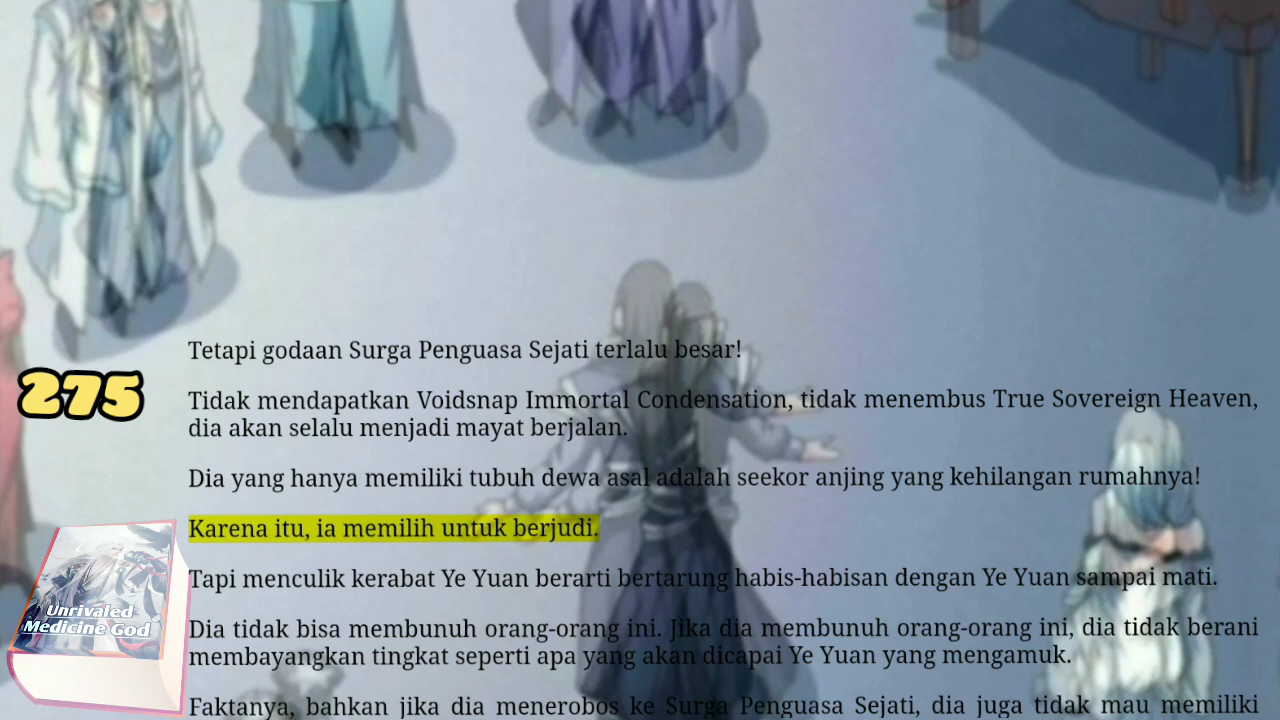 Tetapi godaan Surga Penguasa Sejati terlalu besar!
275
Tidak mendapatkan Voidsnap Immortal Condensation, tidak menembus True Sovereign Heaven,
dia akan selalu menjadi mayat berjalan.
Dia yang hanya memiliki tubuh dewa asal adalah seekor anjing yang kehilangan rumahnya!
Karena itu, ia memilih untuk berjudi.
Tapi menculik kerabat Ye Yuan berarti bertarung habis-habisan dengan Ye Yuan sampai mati.
Unrivaled
Medicine God
Dia tidak bisa membunuh orang-orang ini. Jika dia membunuh orang-orang ini, dia tidak berani
membayangkan tingkat seperti apa yang akan dicapai Ye Yuan yang mengamuk.
Faktanya, bahkan jika dia menerobos ke Surga Penguasa Sejati, dia juga tidak mau memiliki